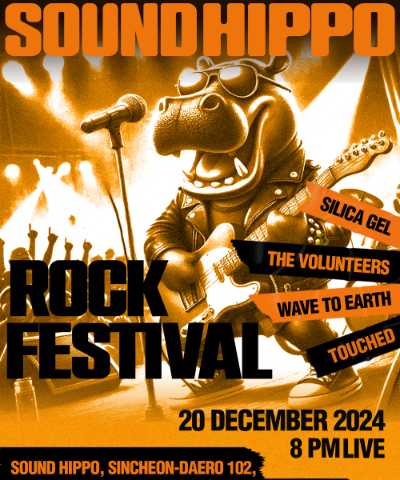 SOUND HIPPO
SILICA GEL
THE VOLUNTEERS
WAVE TO EARTH
TOUCHED
ROCK
FESTIVAL
20 DECEMBER 2024
8 PM LIVE
SOUND HIPPO, SINCHEON-DAERO 102,